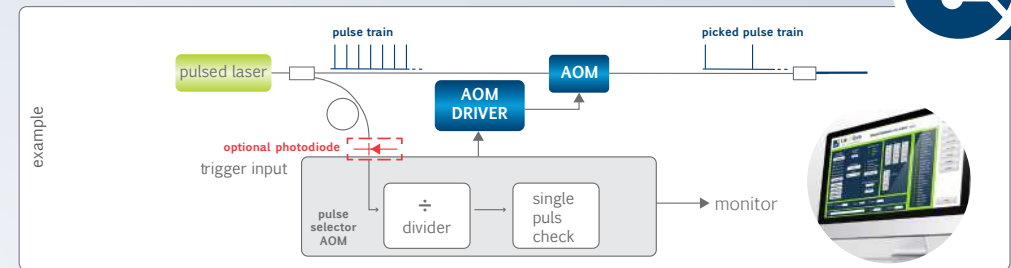 pulse train
picked pulse train
pulsed laser
AOM
AOM
DRIVER
example
optional photodiode
trigger input
pulse
selector
AOM
÷
divider
single
puls
check
monitor